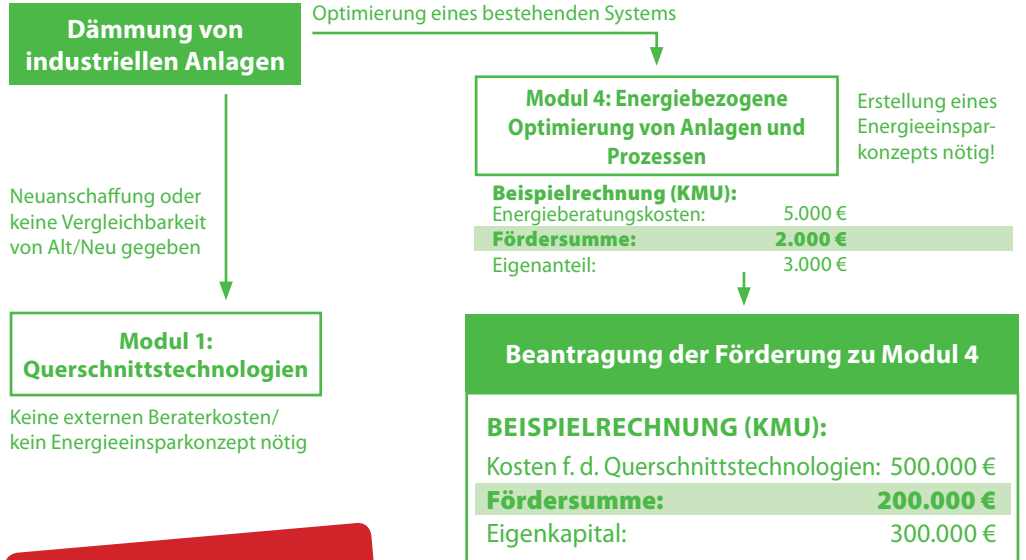 Dämmung von
industriellen Anlagen
Optimierung eines bestehenden Systems
Modul 4: Energiebezogene
Optimierung von Anlagen und
Prozessen
Erstellung eines
Energieeinspar-
konzepts nötig!
Beispielrechnung (KMU):
Energieberatungskosten: 5.000 €
Fördersumme: 2.000 €
Eigenanteil: 3.000 €
Neuanschaffung oder
keine Vergleichbarkeit
von Alt/Neu gegeben
Modul 1:
Querschnittstechnologien
Keine externen Beraterkosten/
kein Energieeinsparkonzept nötig
Beantragung der Förderung zu Modul 4
BEISPIELRECHNUNG (KMU):
Kosten f. d. Querschnittstechnologien: 500.000 €
Fördersumme: 200.000 €
Eigenkapital: 300.000 €